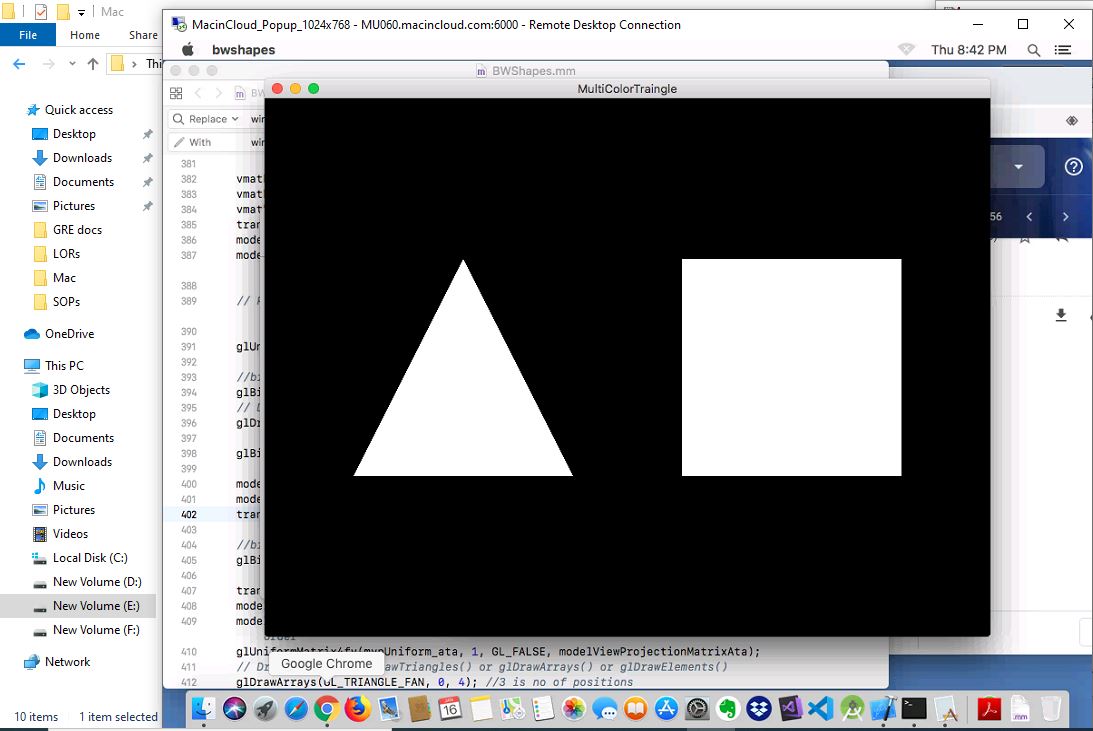 Mac
File
Home
Share
Thi
Quick access
Desktop
Downloads
Documents
Pictures
GRE docs
LORs
Mac
SOPs
OneDrive
This PC
3D Objects
Desktop
Documents
Downloads
Music
Pictures
Videos
Local Disk (C:)
New Volume (D:)
New Volume (E:)
New Volume (F:)
Network
10 items 1 item selected
MacinCloud_Popup_1024x768 - MU060.macincloud.com:6000 - Remote Desktop Connection
bwshapes
Thu 8:42 PM
BWShapes.mm
BW
Replace
With
MultiColorTraingle
56
381
382 vmat
383 vmat
384 vmat
385 tran
386 mode
387 mode
388
389 //
390
391 glUn
392
393 //bi
394 glBi
395 //
396 glDr
397
398 glBi
399
400 mode
401 mode
402 tran
403
404 //bi
405 glBi
406
407 tran
408 mode
409 mode
order
410 glUniformMatrix4fv(mvpUniform_ata, 1, GL_FALSE, modelViewProjectionMatrixAta);
411 // Dr awTriangles() or glDrawArrays() or glDrawElements()
412 glDrawArrays(GL_TRIANGLE_FAN, 0, 4); //3 is no of positions
Google Chrome
16
.mm